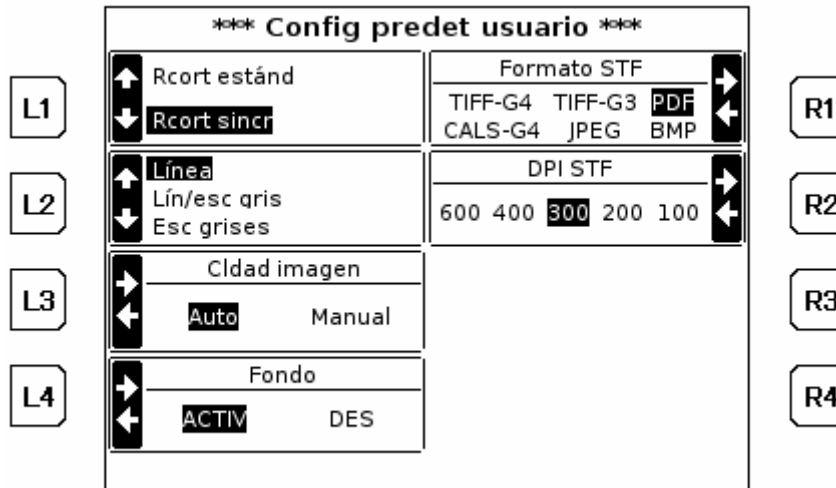 *** Config predet usuario ***
L1
Rcort estánd
Rcort sincr
Formato STF
TIFF-G4 TIFF-G3 PDF
CALS-G4 JPEG BMP
R1
L2
Línea
Lín/esc gris
Esc grises
DPI STF
600 400 300 200 100
R2
L3
Cldad imagen
Auto Manual
R3
L4
Fondo
ACTIV DES
R4